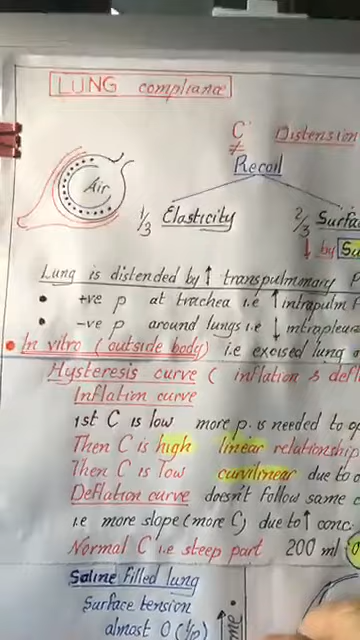 LUNG compliance
C Distension
≠
Recoil
Air
1/3 Elasticity 2/3 Surfa
↓ by Su
Lung is distended by ↑ transpulmonary P
• +ve p at trachea i.e ↑ intrapulm P
• -ve p around lungs i.e ↓ intrapleur
• In vitro (outside body) i.e excised lung
Hysteresis curve ( inflation & defl
Inflation curve
1st C is low more p. is needed to op
Then C is high linear relationship
Then C is low curvilinear due to
Deflation curve doesn't follow same c
i.e more slope (more C) due to ↑ conc.
Normal C i.e steep part 200 ml
Saline Filled lung
Surface tension
almost 0 (↓p)